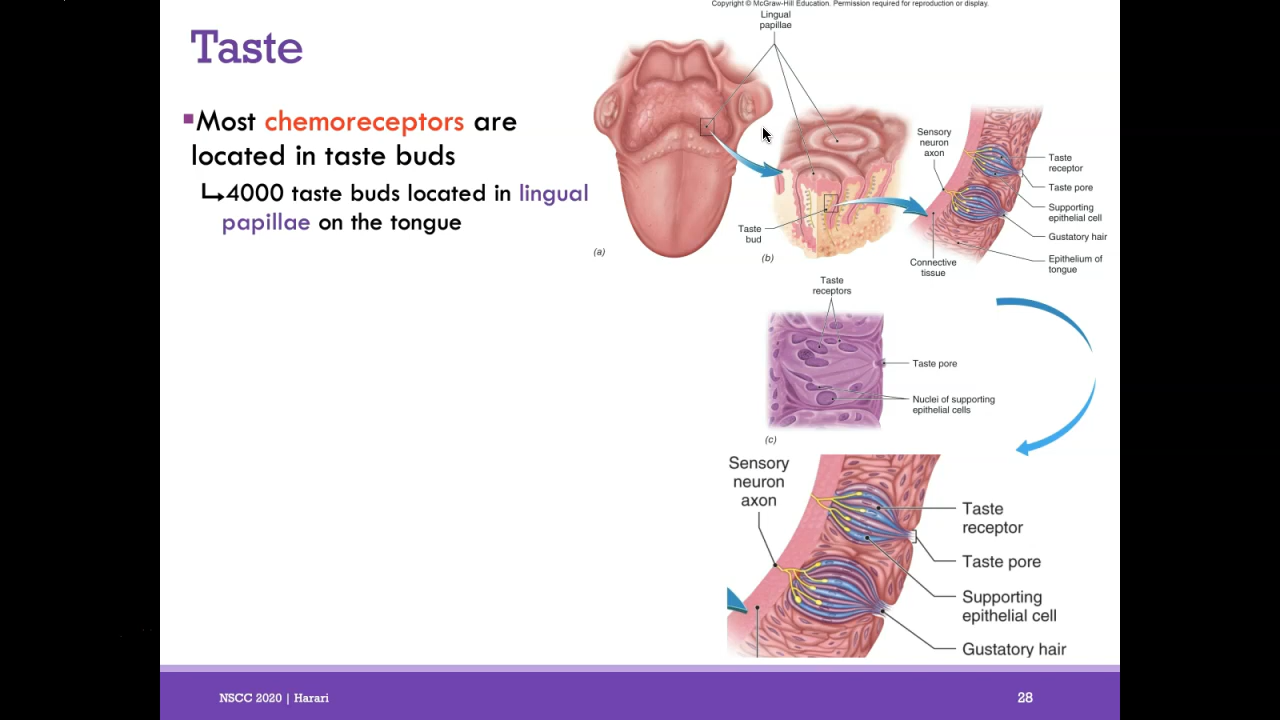 Copyright © McGraw-Hill Education. Permission required for reproduction or display.
Taste
Most chemoreceptors are
located in taste buds
4000 taste buds located in lingual
papillae on the tongue
Lingual
papillae
(a)
Taste
bud
(b)
Sensory
neuron
axon
Connective
tissue
Taste
receptor
Taste pore
Supporting
epithelial cell
Gustatory hair
Epithelium of
tongue
Taste
receptors
Taste pore
Nuclei of supporting
epithelial cells
(c)
Sensory
neuron
axon
Taste
receptor
Taste pore
Supporting
epithelial cell
Gustatory hair
NSCC 2020 | Harari
28